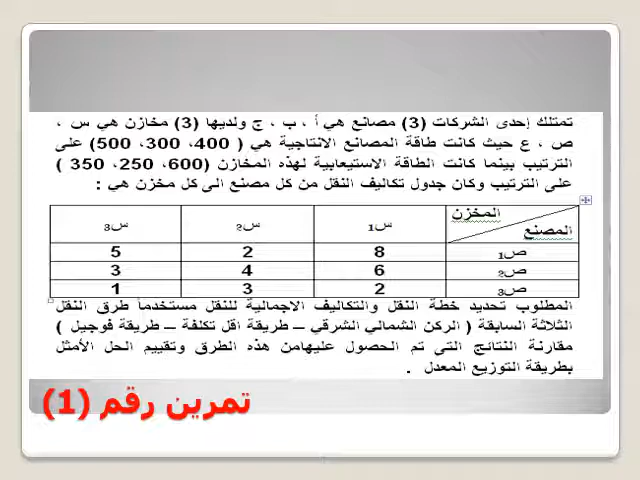 تمتلك إحدى الشركات (3) مصانع هي أ ، ب ، ج ولديها (3) مخازن هي س ،
ص ، ع حيث كانت طاقة المصانع الانتاجية هي ( 400، 300، 500) على
الترتيب بينما كانت الطاقة الاستيعابية لهذه المخازن (600، 250، 350 )
على الترتيب وكان جدول تكاليف النقل من كل مصنع الى كل مخزن هي :
المخزن
المصنع
س1 س2 س3
ص1 8 2 5
ص2 6 4 3
ص3 2 3 1
المطلوب تحديد خطة النقل والتكاليف الاجمالية للنقل مستخدماً طرق النقل
الثلاثة السابقة ( الركن الشمالي الشرقي – طريقة اقل تكلفة – طريقة فوجيل )
مقارنة النتائج التى تم الحصول عليهامن هذه الطرق وتقييم الحل الأمثل
بطريقة التوزيع المعدل .
تمرين رقم (1)